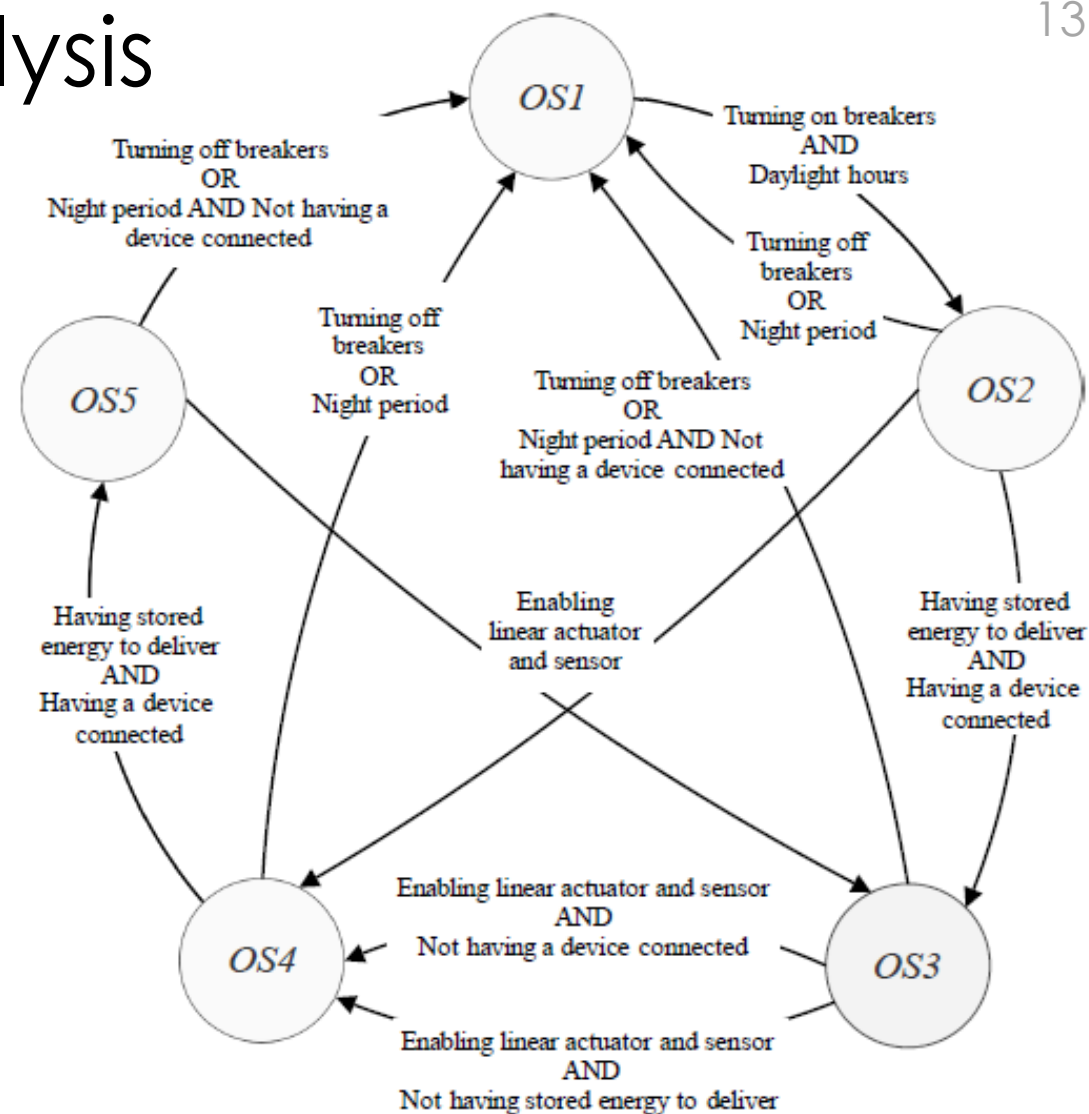 lysis
13
OS1
Turning on breakers
AND
Daylight hours
Turning off breakers
OR
Night period AND Not having a
device connected
Turning off
breakers
OR
Night period
Turning off
breakers
OR
Night period
OS5
OS2
Turning off breakers
OR
Night period AND Not
having a device connected
Enabling
linear actuator
and sensor
Having stored
energy to deliver
AND
Having a device
connected
Having stored
energy to deliver
AND
Having a device
connected
Enabling linear actuator and sensor
AND
Not having a device connected
OS4
OS3
Enabling linear actuator and sensor
AND
Not having stored energy to deliver